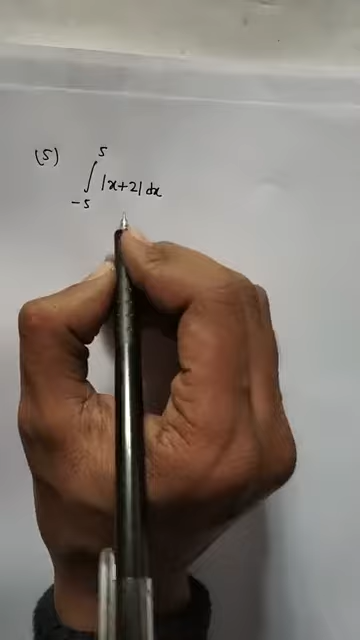 (5) ∫_{-5}^{5} |x+2| dx